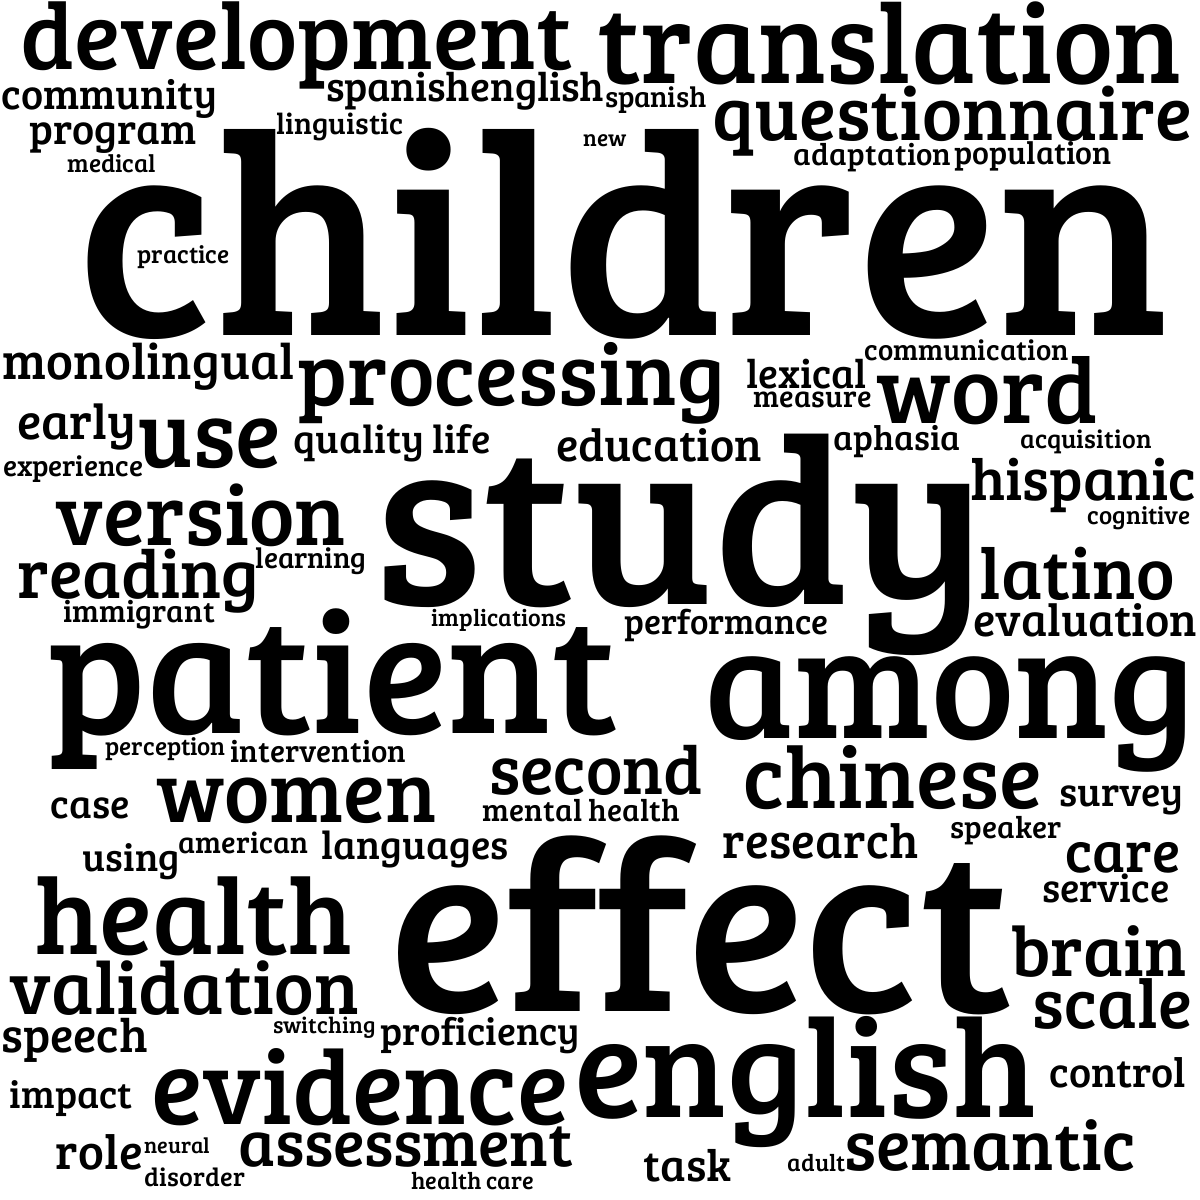 development translation
community spanishenglish spanish questionnaire
program linguistic new adaptation population
medical
children
practice
monolingual processing lexical communication
measure word
early use quality life education aphasia acquisition
experience study hispanic
version cognitive
reading learning latino
immigrant implications performance evaluation
patient among
perception intervention second chinese
case women mental health survey
using american languages research speaker care
health effect service
validation brain
speech switching proficiency scale
impact evidence english control
role neural assessment task adult semantic
disorder health care